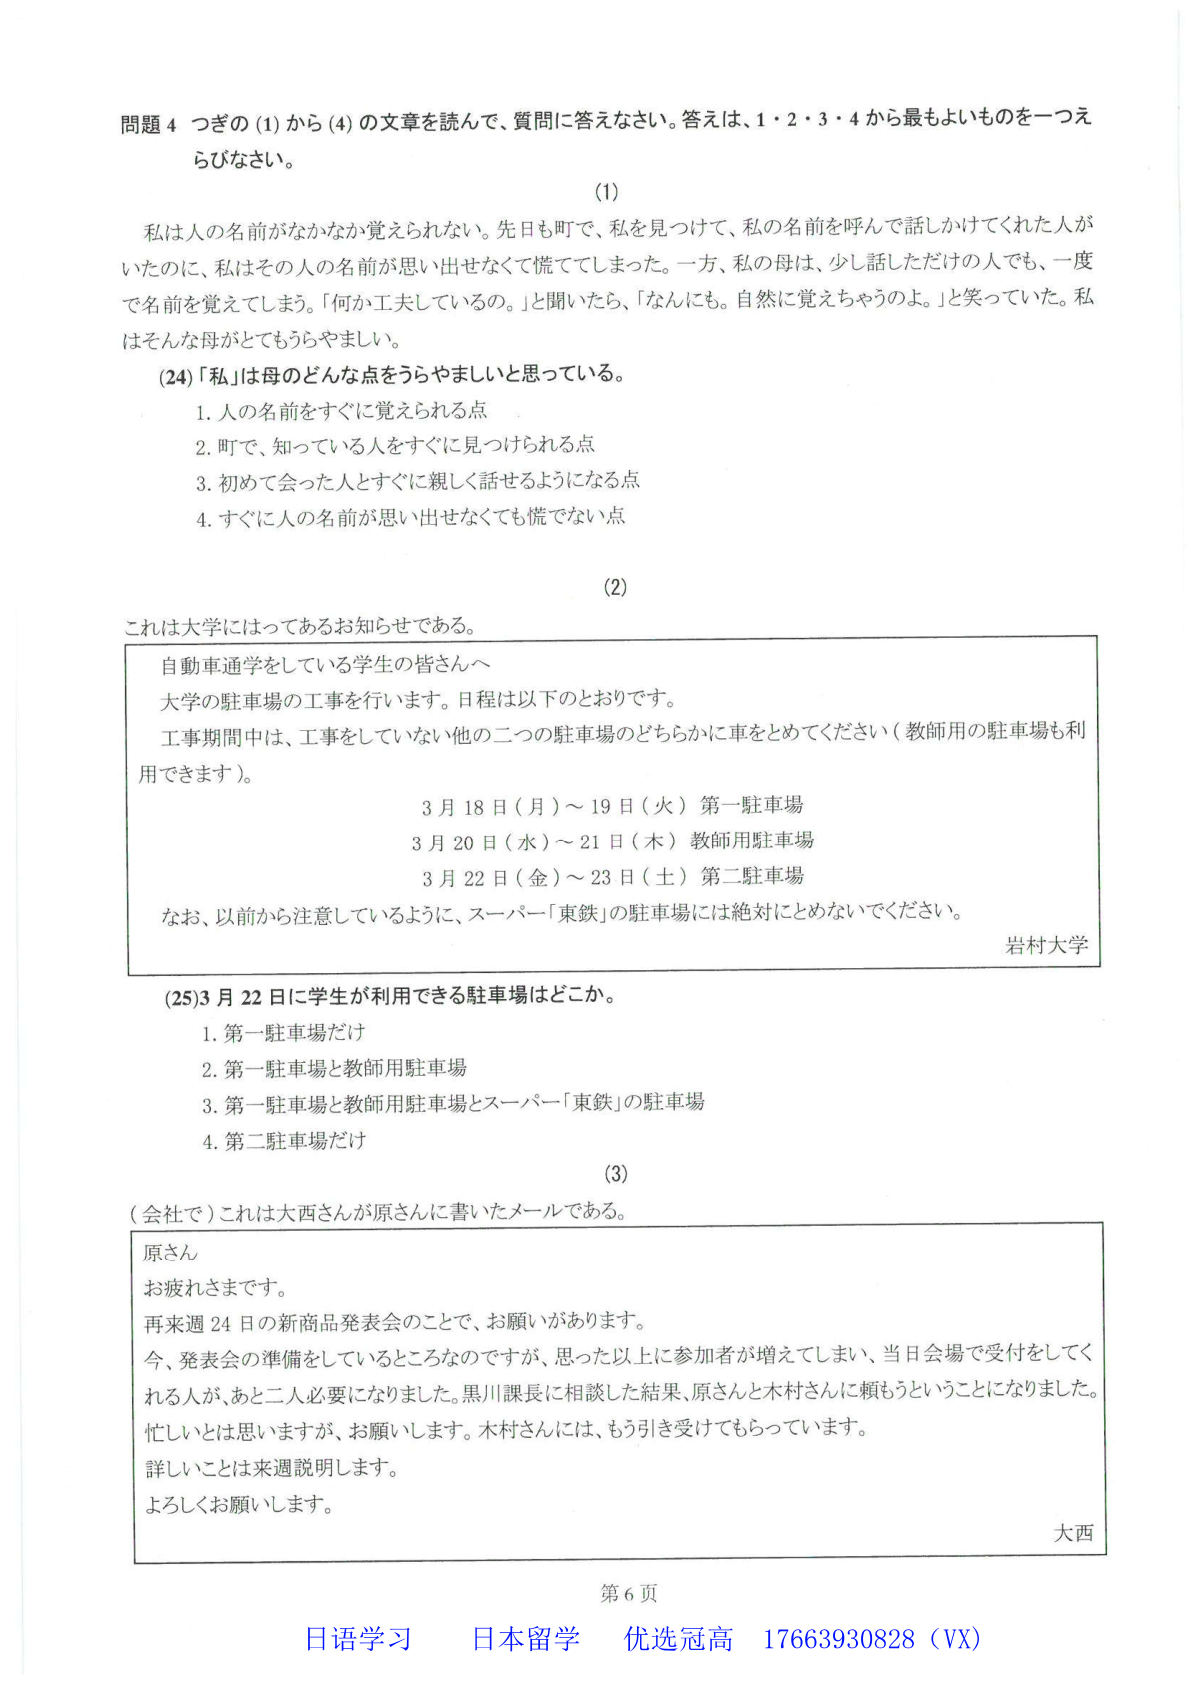 問題4 つぎの(1)から(4)の文章を読んで、質問に答えなさい。答えは、1・2・3・4から最もよいものを一つえ
らびなさい。
(1)
私は人の名前がなかなか覚えられない。先日も町で、私を見つけて、私の名前を呼んで話しかけてくれた人が
いたのに、私はその人の名前が思い出せなくて慌ててしまった。一方、私の母は、少し話しただけの人でも、一度
で名前を覚えてしまう。「何か工夫しているの。」と聞いたら、「なんにも。自然に覚えちゃうのよ。」と笑っていた。私
はそんな母がとてもうらやましい。
(24)「私」は母のどんな点をうらやましいと思っている。
1. 人の名前をすぐに覚えられる点
2. 町で、知っている人をすぐに見つけられる点
3. 初めて会った人とすぐに親しく話せるようになる点
4. すぐに人の名前が思い出せなくても慌でない点
(2)
これは大学にはってあるお知らせである。
自動車通学をしている学生の皆さんへ
大学の駐車場の工事を行います。日程は以下のとおりです。
工事期間中は、工事をしていない他の二つの駐車場のどちらかに車をとめてください(教師用の駐車場も利
用できます)。
3月18日(月)～19日(火) 第一駐車場
3月20日(水)～21日(木) 教師用駐車場
3月22日(金)～23日(土) 第二駐車場
なお、以前から注意しているように、スーパー「東鉄」の駐車場には絶対にとめないでください。
岩村大学
(25)3月22日に学生が利用できる駐車場はどこか。
1. 第一駐車場だけ
2. 第一駐車場と教師用駐車場
3. 第一駐車場と教師用駐車場とスーパー「東鉄」の駐車場
4. 第二駐車場だけ
(3)
(会社で)これは大西さんが原さんに書いたメールである。
原さん
お疲れさまです。
再来週24日の新商品発表会のことで、お願いがあります。
今、発表会の準備をしているところなのですが、思った以上に参加者が増えてしまい、当日会場で受付をしてく
れる人が、あと二人必要になりました。黒川課長に相談した結果、原さんと木村さんに頼もうということになりました。
忙しいとは思いますが、お願いします。木村さんには、もう引き受けてもらっています。
詳しいことは来週説明します。
よろしくお願いします。
大西
第6页
日语学习 日本留学 优选冠高 17663930828（VX)